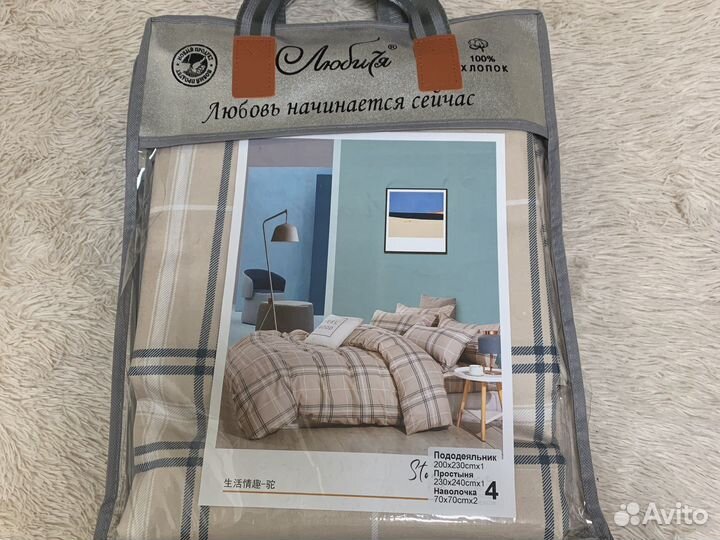 Любитя®
100%
ХЛОПОК
Любовь начинается сейчас
Пододеяльник
200x230cmx1
Простыня
230x240cmx1
Наволочка
70x70cmx2
4
生活情趣-驼
Avito